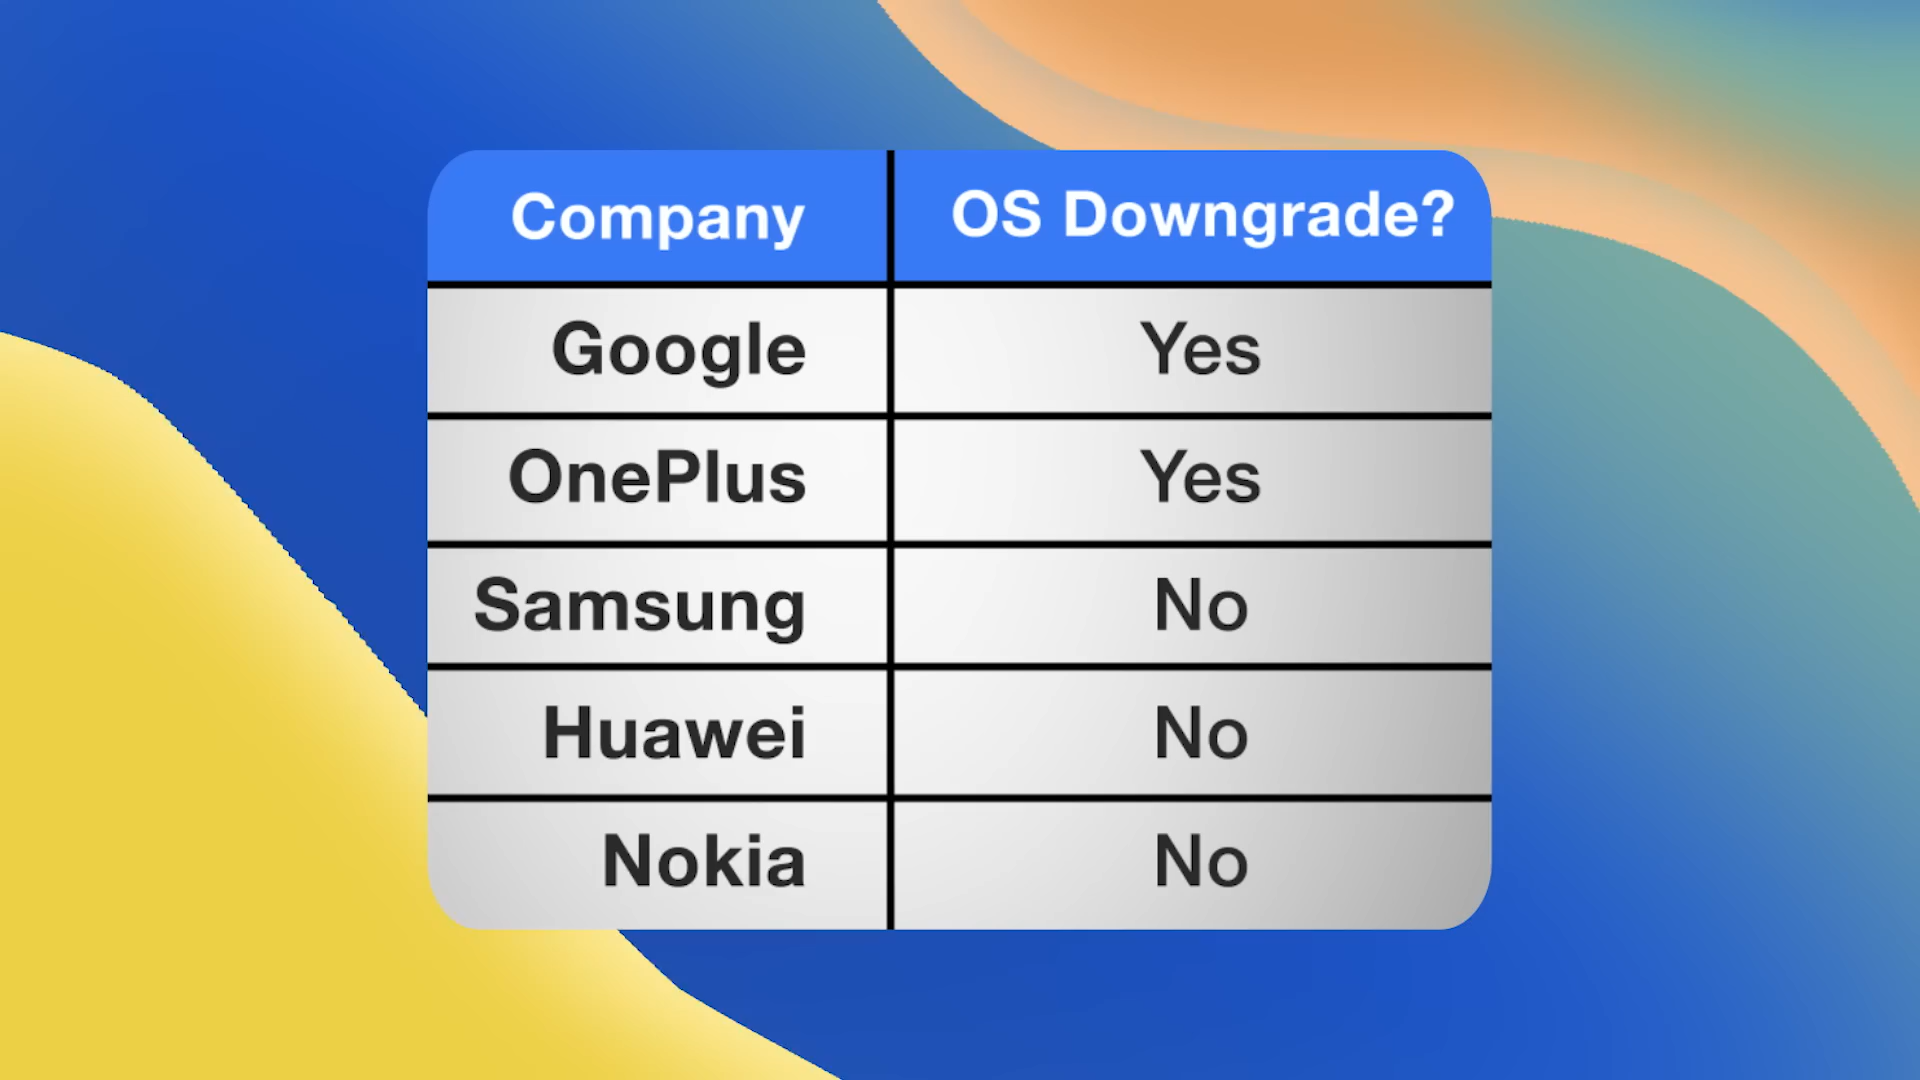 Company OS Downgrade?
Google Yes
OnePlus Yes
Samsung No
Huawei No
Nokia No